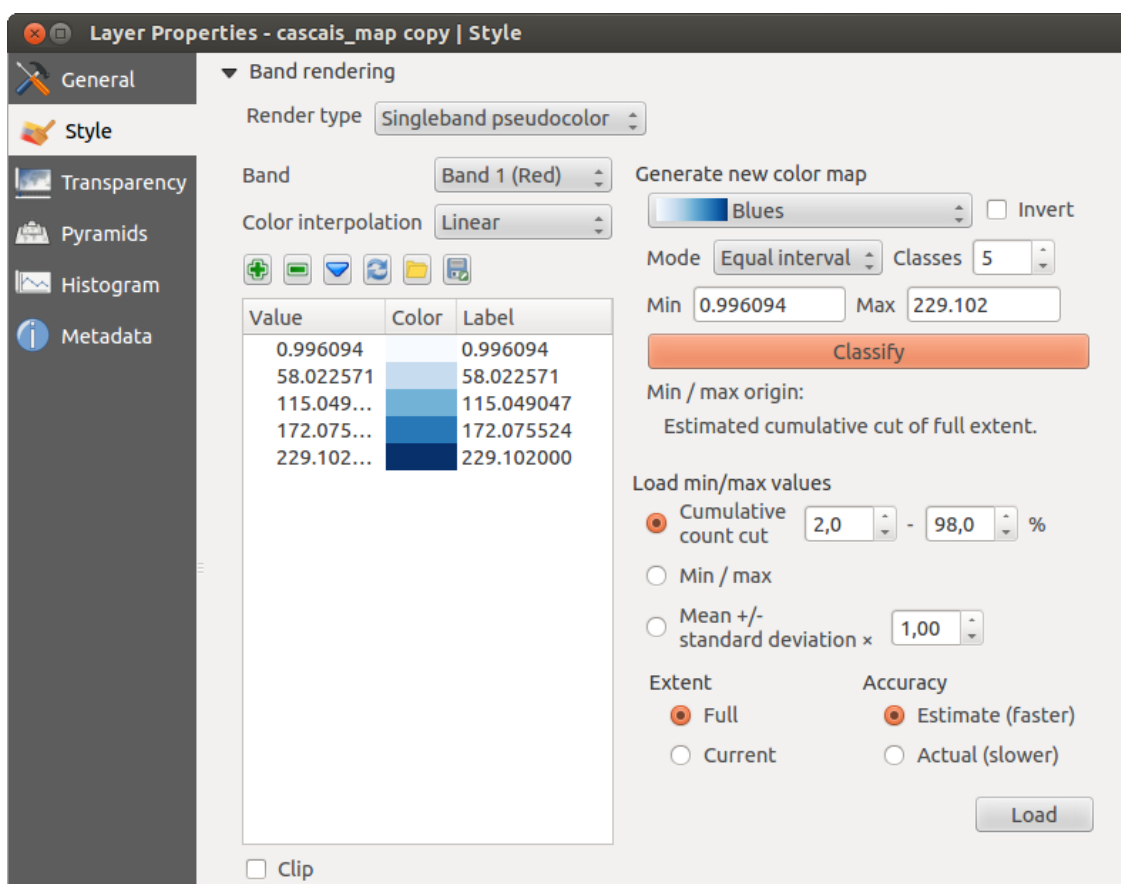 Layer Properties - cascais_map copy | Style
General
Style
Transparency
Pyramids
Histogram
Metadata
Band rendering
Render type Singleband pseudocolor
Band Band 1 (Red)
Color interpolation Linear
Value Color Label
0.996094 0.996094
58.022571 58.022571
115.049... 115.049047
172.075... 172.075524
229.102... 229.102000
Clip
Generate new color map
Blues Invert
Mode Equal interval Classes 5
Min 0.996094 Max 229.102
Classify
Min / max origin:
Estimated cumulative cut of full extent.
Load min/max values
Cumulative
count cut 2,0 - 98,0 %
Min / max
Mean +/-
standard deviation × 1,00
Extent Accuracy
Full Estimate (faster)
Current Actual (slower)
Load